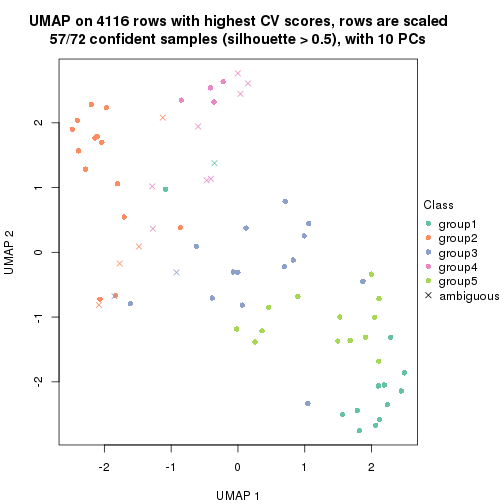 UMAP on 4116 rows with highest CV scores, rows are scaled
57/72 confident samples (silhouette > 0.5), with 10 PCs
2
1
0
-1
-2
UMAP 2
-2
-1
0
1
2
UMAP 1
Class
group1
group2
group3
group4
group5
ambiguous